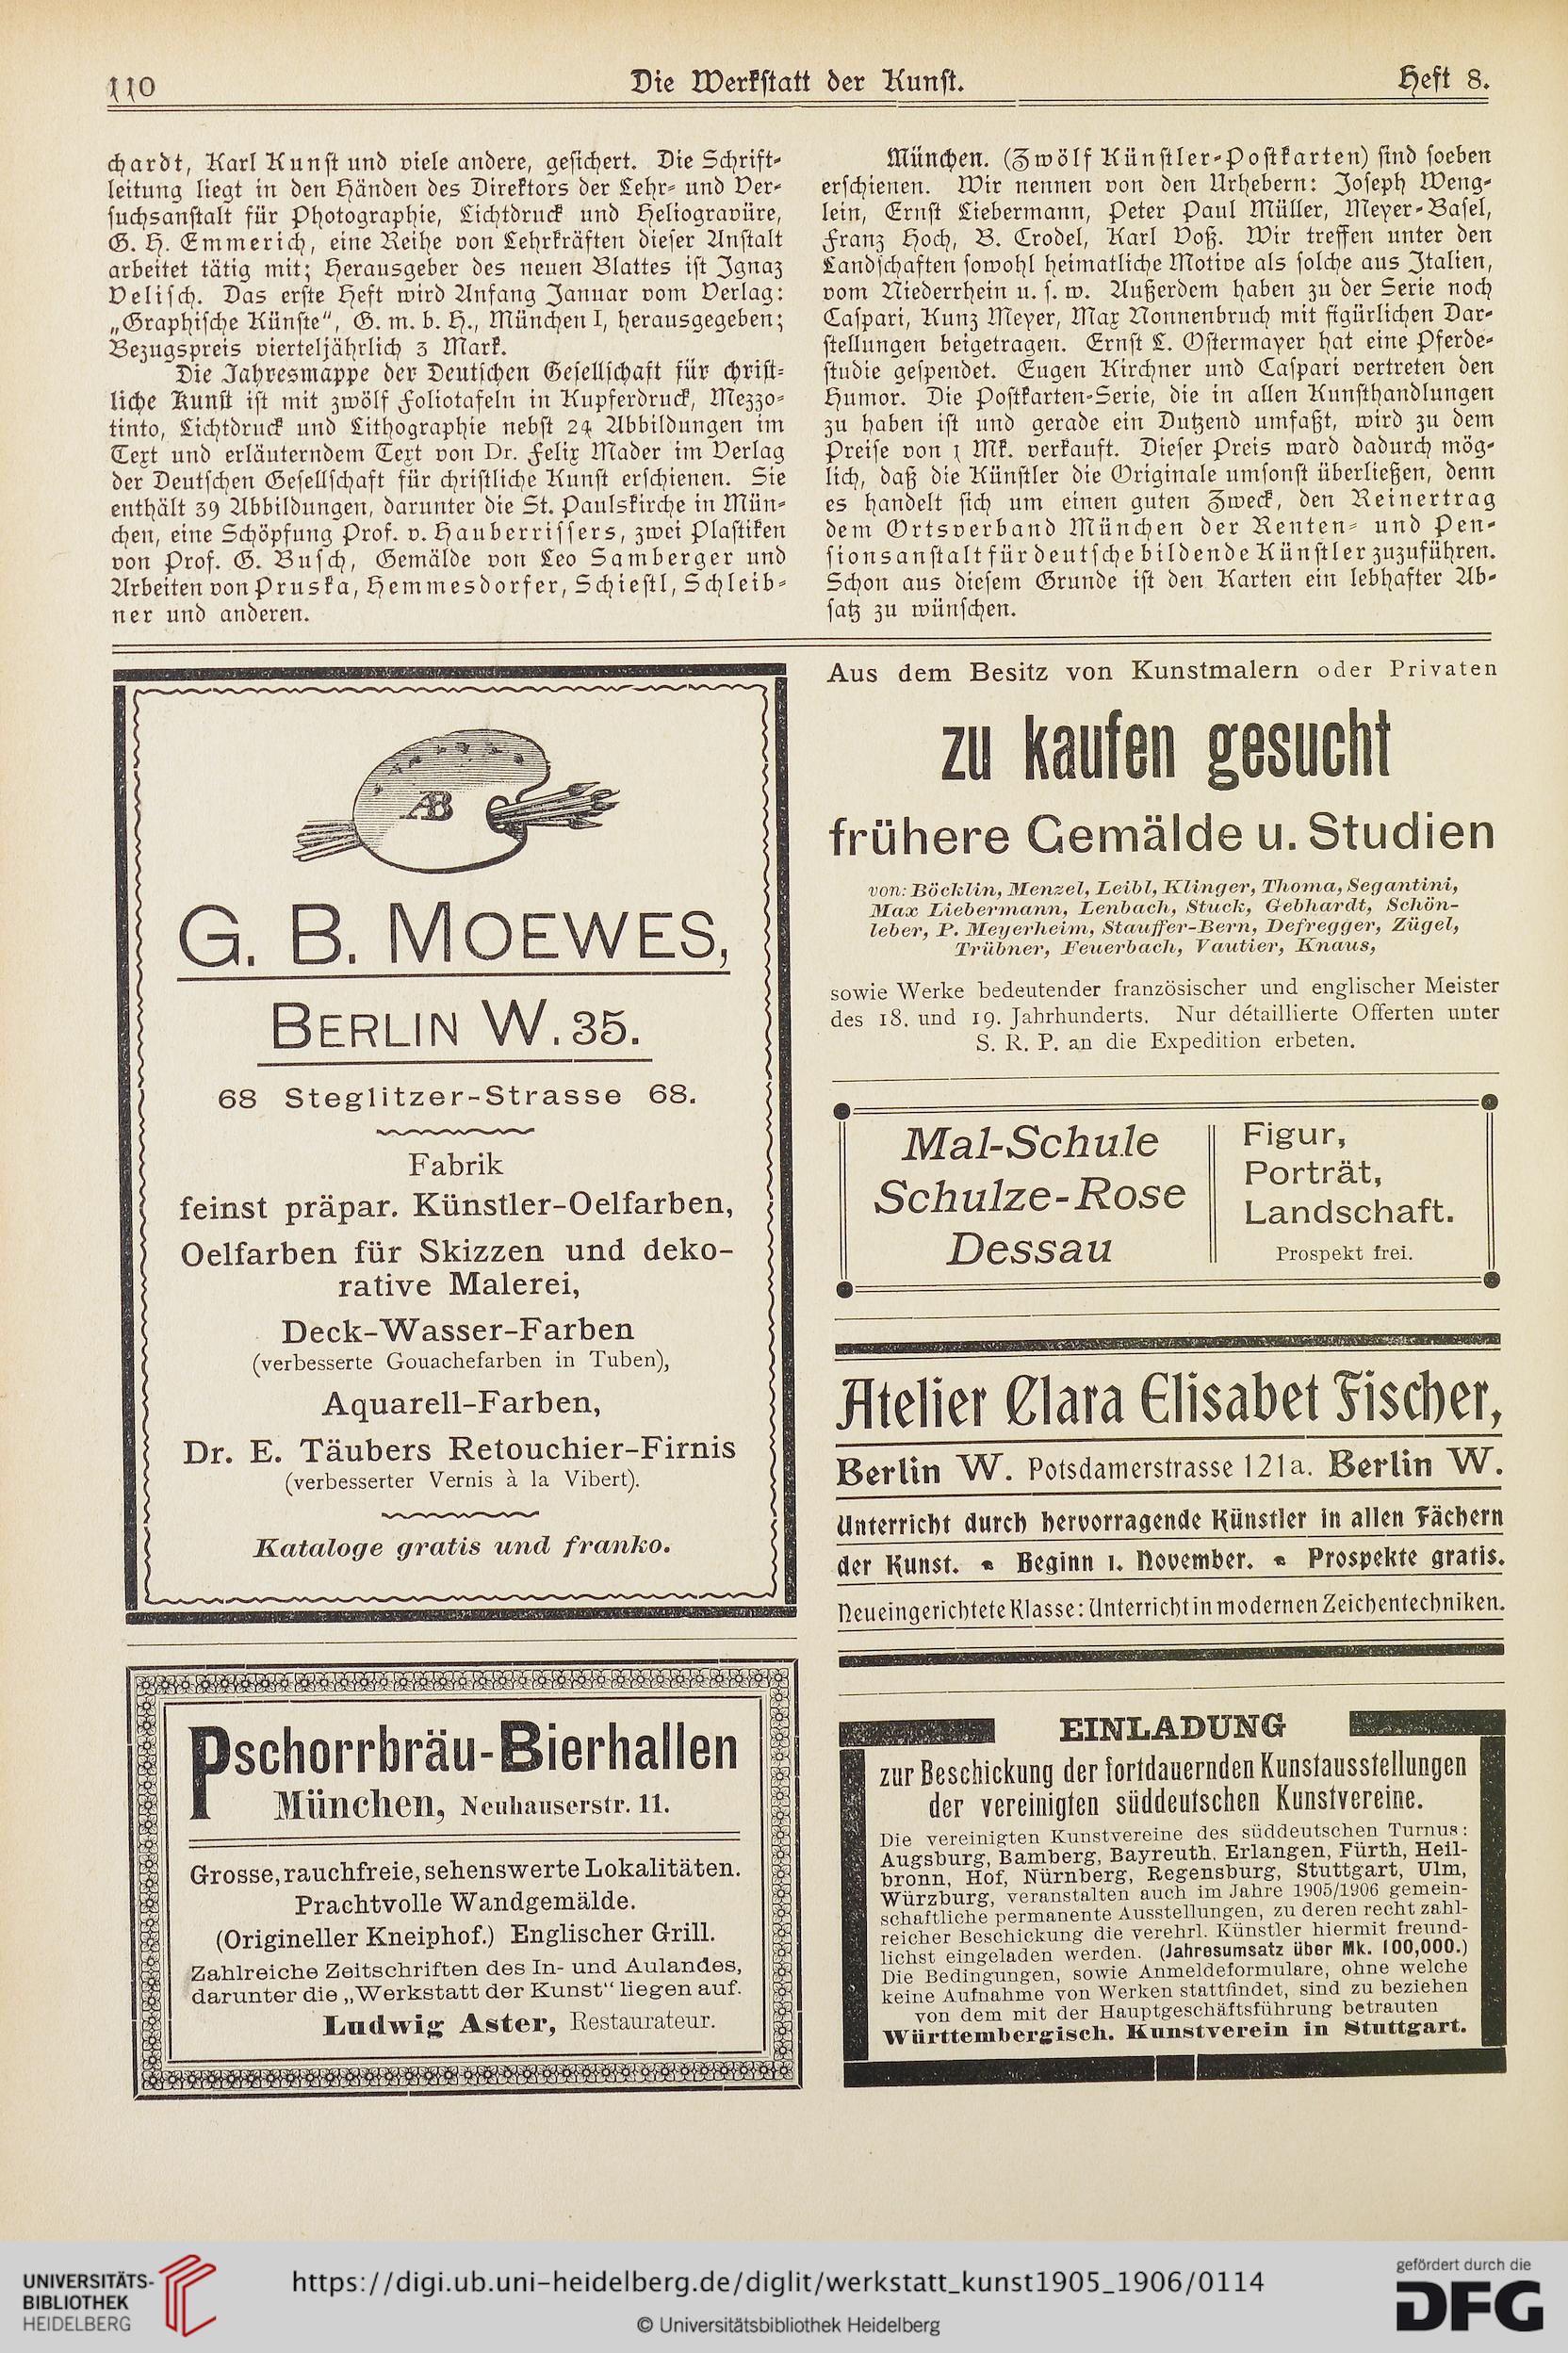 110
Die Werkstatt der Kunst.
Heft 8.
chardt, Karl Kunst und viele andere, gesichert. Die Schrift-
leitung liegt in den Händen des Direktors der Lehr- und Ver-
suchsanstalt für Photographie, Lichtdruck und Heliogravüre,
G. H. Emmerich, eine Reihe von Lehrkräften dieser Anstalt
arbeitet tätig mit; Herausgeber des neuen Blattes ist Ignaz
Velisch. Das erste Heft wird Anfang Januar vom Verlag:
„Graphische Künste“, G. m. b. H., München I, herausgegeben;
Bezugspreis vierteljährlich 3 Mark.
Die Jahresmappe der Deutschen Gesellschaft für christ-
liche Kunst ist mit zwölf Foliotafeln in Kupferdruck, Mezzo-
tinto, Lichtdruck und Lithographie nebst 24 Abbildungen im
Text und erläuterndem Text von Dr. Felix Mader im Verlag
der Deutschen Gesellschaft für christliche Kunst erschienen. Sie
enthält 39 Abbildungen, darunter die St. Paulskirche in Mün-
chen, eine Schöpfung Prof. v. Hauberrissers, zwei Plastiken
von Prof. G. Busch, Gemälde von Leo Samberger und
Arbeiten von Pruska, Hemmesdorfer, Schiestl, Schleib-
ner und anderen.
München. (Zwölf Künstler-Postkarten) sind soeben
erschienen. Wir nennen von den Urhebern: Joseph Weng-
lein, Ernst Liebermann, Peter Paul Müller, Meyer-Basel,
Franz Hoch, B. Crodel, Karl Voß. Wir treffen unter den
Landschaften sowohl heimatliche Motive als solche aus Italien,
vom Niederrhein u. s. w. Außerdem haben zu der Serie noch
Caspari, Kunz Meyer, Max Nonnenbruch mit figürlichen Dar-
stellungen beigetragen. Ernst L. Ostermayer hat eine Pferde-
studie gespendet. Eugen Kirchner und Caspari vertreten den
Humor. Die Postkarten-Serie, die in allen Kunsthandlungen
zu haben ist und gerade ein Dutzend umfaßt, wird zu dem
Preise von 1 Mk. verkauft. Dieser Preis ward dadurch mög-
lich, daß die Künstler die Originale umsonst überließen, denn
es handelt sich um einen guten Zweck, den Reinertrag
dem Ortsverband München der Renten- und Pen-
sionsanstalt für deutsche bildende Künstler zuzuführen.
Schon aus diesem Grunde ist den Karten ein lebhafter Ab-
satz zu wünschen.
AB
G. B. MOEWES,
BERLIN W. 35.
68 Steglitzer-Strasse 68.
Fabrik
feinst präpar. Künstler-Oelfarben,
Oelfarben für Skizzen und deko-
rative Malerei,
Deck-Wasser-Farben
(verbesserte Gouachefarben in Tuben),
Aquarell-Farben,
Dr. E. Täubers Retouchier-Firnis
(verbesserter Vernis à la Vibert).
Kataloge gratis und franko.
Pschorrbräu-Bierhallen
München, Neuhauserstr. 11.
Grosse, rauchfreie, sehenswerte Lokalitäten.
Prachtvolle Wandgemälde.
(Origineller Kneiphof.) Englischer Grill.
Zahlreiche Zeitschriften des In- und Aulandes,
darunter die „Werkstatt der Kunst“ liegen auf.
Ludwig Aster, Restaurateur.
Aus dem Besitz von Kunstmalern oder Privaten
zu kaufen gesucht
frühere Gemälde u. Studien
von: Böcklin, Menzel, Leibl, Klinger, Thoma, Segantini,
Max Liebermann, Lenbach, Stuck, Gebhardt, Schön-
leber, P. Meyerheim, Stauffer-Bern, Defregger, Zügel,
Trübner, Feuerbach, Vautier, Knaus,
sowie Werke bedeutender französischer und englischer Meister
des 18. und 19. Jahrhunderts. Nur détaillierte Offerten unter
S. R. P. an die Expedition erbeten.
Mal-Schule
Schulze-Rose
Dessau
Figur,
Porträt,
Landschaft.
Prospekt frei.
Atelier Clara Elisabet Fischer,
Berlin W. Potsdamerstrasse 121a. Berlin W.
Unterricht durch hervorragende Künstler in allen Fächern
der Kunst. Beginn 1. November. Prospekte gratis.
Neueingerichtete Klasse: Unterricht in modernen Zeichentechniken.
EINLADUNG
zur Beschickung der fortdauernden Kunstausstellungen
der vereinigten süddeutschen Kunstvereine.
Die vereinigten Kunstvereine des süddeutschen Turnus:
Augsburg, Bamberg, Bayreuth, Erlangen, Fürth, Heil-
bronn, Hof, Nürnberg, Regensburg, Stuttgart, Ulm,
Würzburg, veranstalten auch im Jahre 1905/1906 gemein-
schaftliche permanente Ausstellungen, zu deren recht zahl-
reicher Beschickung die verehrl. Künstler hiermit freund-
lichst eingeladen werden. (Jahresumsatz über Mk. 100,000.)
Die Bedingungen, sowie Anmeldeformulare, ohne welche
keine Aufnahme von Werken stattfindet, sind zu beziehen
von dem mit der Hauptgeschäftsführung betrauten
Württembergisch. Kunstverein in Stuttgart.
UNIVERSITÄTS-
BIBLIOTHEK
HEIDELBERG
https://digi.ub.uni-heidelberg.de/diglit/werkstatt_kunst1905_1906/0114
© Universitätsbibliothek Heidelberg
gefördert durch die
DFG